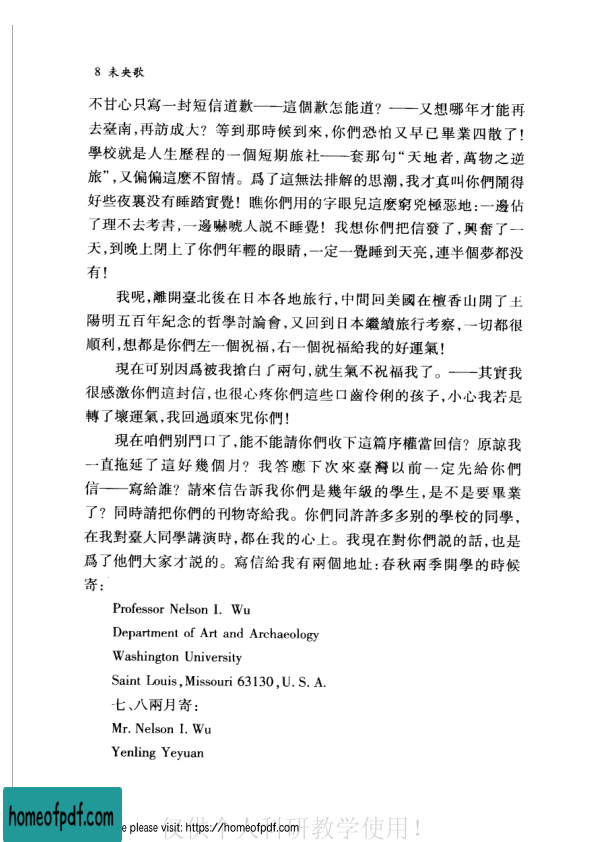 8 未央歌
不甘心只寫一封短信道歉——這個歉怎能道？——又想哪年才能再
去臺南,再訪成大？等到那時候到來,你們恐怕又早已畢業四散了!
學校就是人生歷程的一個短期旅社——套那句“天地者,萬物之逆
旅”,又偏偏這麼不留情。爲了這無法排解的思潮,我才真叫你們鬧得
好些夜裏没有睡踏實覺! 瞧你們用的字眼兒這麼窮兇極惡地:一邊佔
了理不去考書,一邊嚇唬人説不睡覺! 我想你們把信發了,興奮了一
天,到晚上閉上了你們年輕的眼睛,一定一覺睡到天亮,連半個夢都没
有!
我呢,離開臺北後在日本各地旅行,中間回美國在檀香山開了王
陽明五百年紀念的哲學討論會,又回到日本繼續旅行考察,一切都很
順利,想都是你們左一個祝福,右一個祝福給我的好運氣!
現在可别因爲被我搶白了兩句,就生氣不祝福我了。——其實我
很感激你們這封信,也很心疼你們這些口齒伶俐的孩子,小心我若是
轉了壞運氣,我回過頭來咒你們!
現在咱們别鬥口了,能不能請你們收下這篇序權當回信？原諒我
一直拖延了這好幾個月？我答應下次來臺灣以前一定先給你們
信——寫給誰？請來信告訴我你們是幾年級的學生,是不是要畢業
了？同時請把你們的刊物寄給我。你們同許許多多别的學校的同學,
在我對臺大同學講演時,都在我的心上。我現在對你們説的話,也是
爲了他們大家才説的。寫信給我有兩個地址:春秋兩季開學的時候
寄:
Professor Nelson I. Wu
Department of Art and Archaeology
Washington University
Saint Louis, Missouri 63130, U. S. A.
七、八兩月寄:
Mr. Nelson I. Wu
Yenling Yeyuan
homeofpdf.com
e please visit: https://homeofpdf.com
仅供个人科研教学使用！